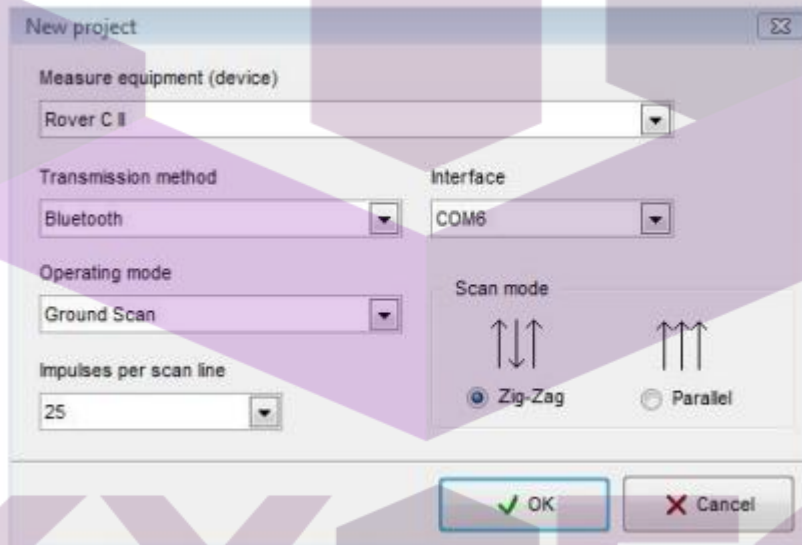 New project
Measure equipment (device)
Rover C II
Transmission method
Interface
Bluetooth
COM6
Operating mode
Ground Scan
Scan mode
Impulses per scan line
25
Zig-Zag
Parallel
OK
Cancel